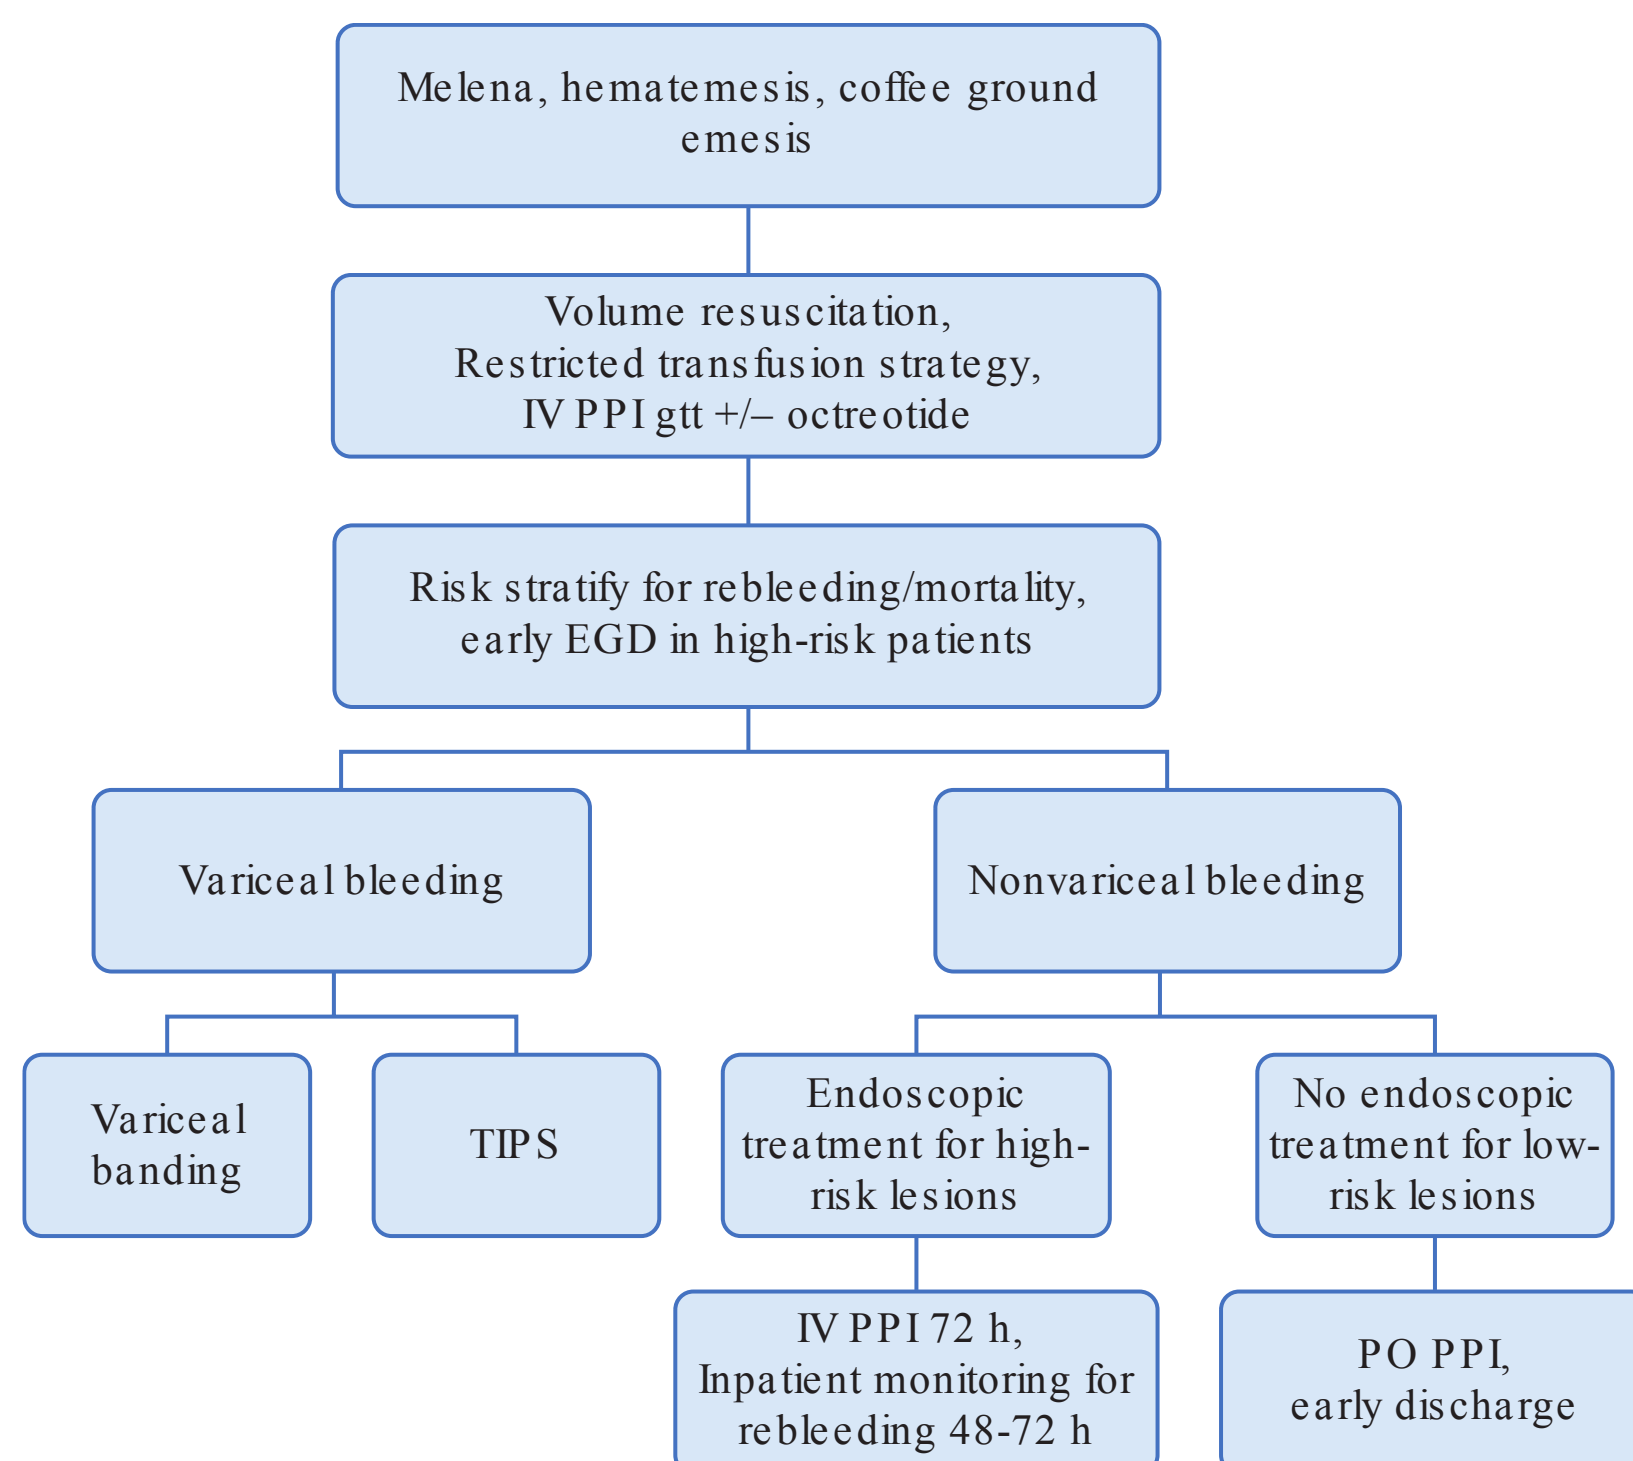 Melena, hematemesis, coffee ground
emesis
Volume resuscitation,
Restricted transfusion strategy,
IV PPI gtt +/– octreotide
Risk stratify for rebleeding/mortality,
early EGD in high-risk patients
Variceal bleeding
Nonvariceal bleeding
Variceal
banding
TIPS
Endoscopic
treatment for high-
risk lesions
No endoscopic
treatment for low-
risk lesions
IV PPI 72 h,
Inpatient monitoring for
rebleeding 48-72 h
PO PPI,
early discharge